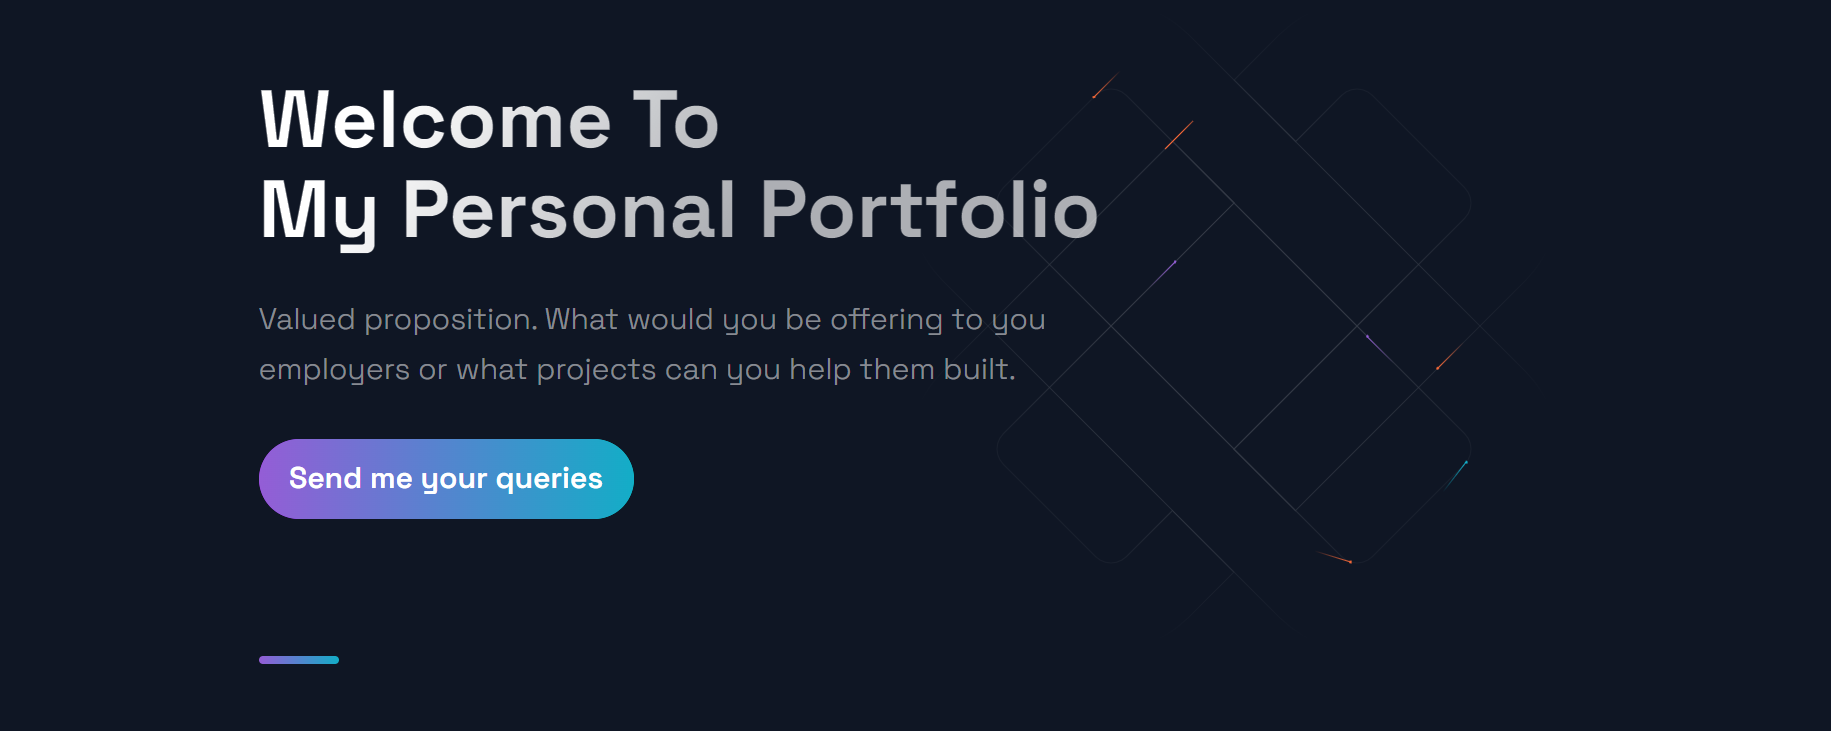 Welcome To
My Personal Portfolio
Valued proposition. What would you be offering to you
employers or what projects can you help them built.
Send me your queries